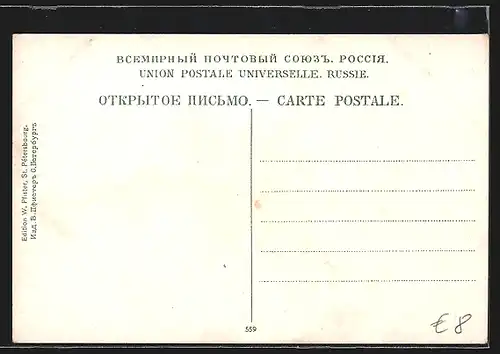 ВСЕМІРНЫЙ ПОЧТОВЫЙ СОЮЗЪ. РОССІЯ.
UNION POSTALE UNIVERSELLE. RUSSIE.
ОТКРЫТОЕ ПИСЬМО. — CARTE POSTALE.
Edition W. Pfister, St. Pétersbourg.
Изд. В. Пфистеръ С.Петербургъ
559
€ 8